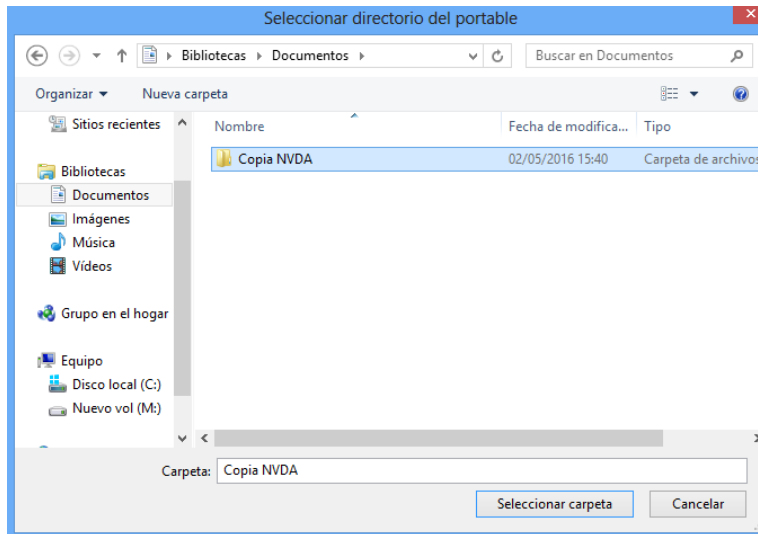 Seleccionar directorio del portable
Bibliotecas Documentos Buscar en Documentos
Organizar Nueva carpeta
Sitios recientes
Bibliotecas
Documentos
Imágenes
Música
Vídeos
Grupo en el hogar
Equipo
Disco local (C:)
Nuevo vol (M:)
Nombre Fecha de modifica... Tipo
Copia NVDA 02/05/2016 15:40 Carpeta de archivos
Carpeta: Copia NVDA
Seleccionar carpeta Cancelar